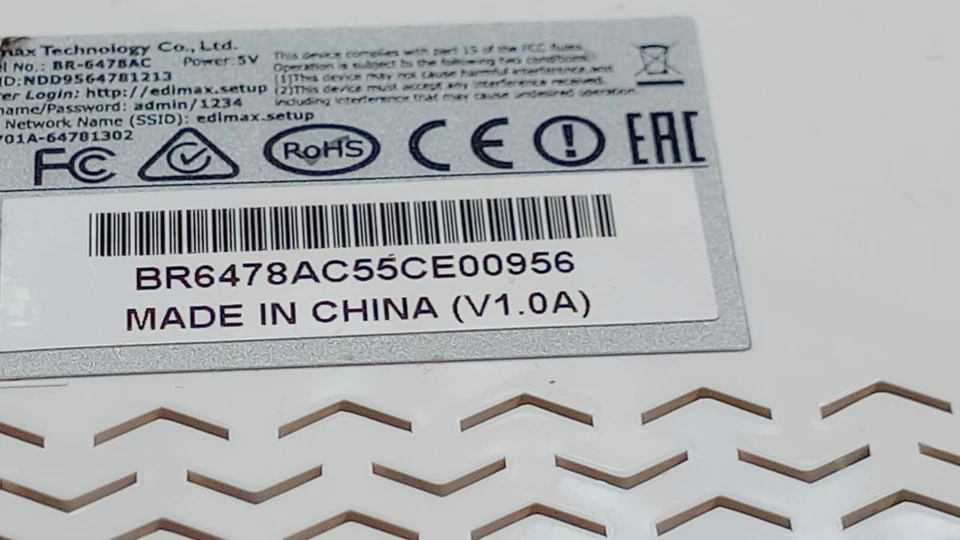 max Technology Co., Ltd.
No.: BR-6478AC Power: 5V
ID:NDD9564781213
Login: http://edimax.setup
name/Password: admin/1234
Network Name (SSID): edimax.setup
01A-64781302
This device complies with part 15 of the FCC Rules.
Operation is subject to the following two conditions:
(1)This device may not cause harmful interference, and
(2)This device must accept any interference received,
including interference that may cause undesired operation.
FC
RoHS
CE
!
EAC
BR6478AC55CE00956
MADE IN CHINA (V1.0A)